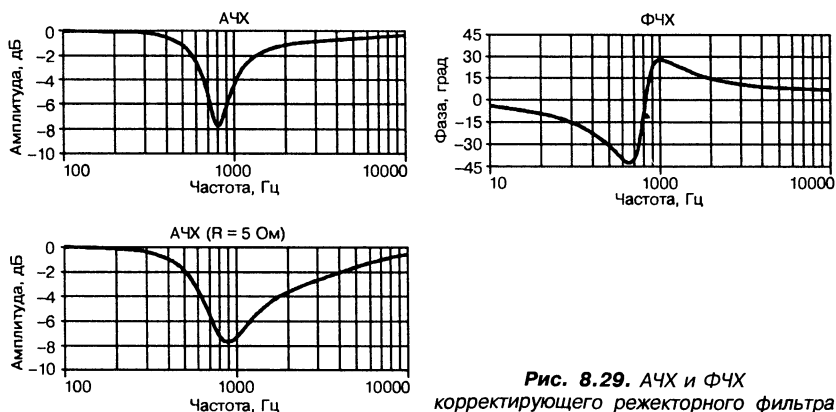 АЧХ
Амплитуда, дБ
0
−2
−4
−6
−8
−10
100
1000
10000
Частота, Гц
ФЧХ
Фаза, град
45
30
15
0
−15
−30
−45
10
1000
10000
Частота, Гц
АЧХ (R = 5 Ом)
Амплитуда, дБ
0
−2
−4
−6
−8
−10
100
1000
10000
Частота, Гц
Рис. 8.29. АЧХ и ФЧХ
корректирующего режекторного фильтра